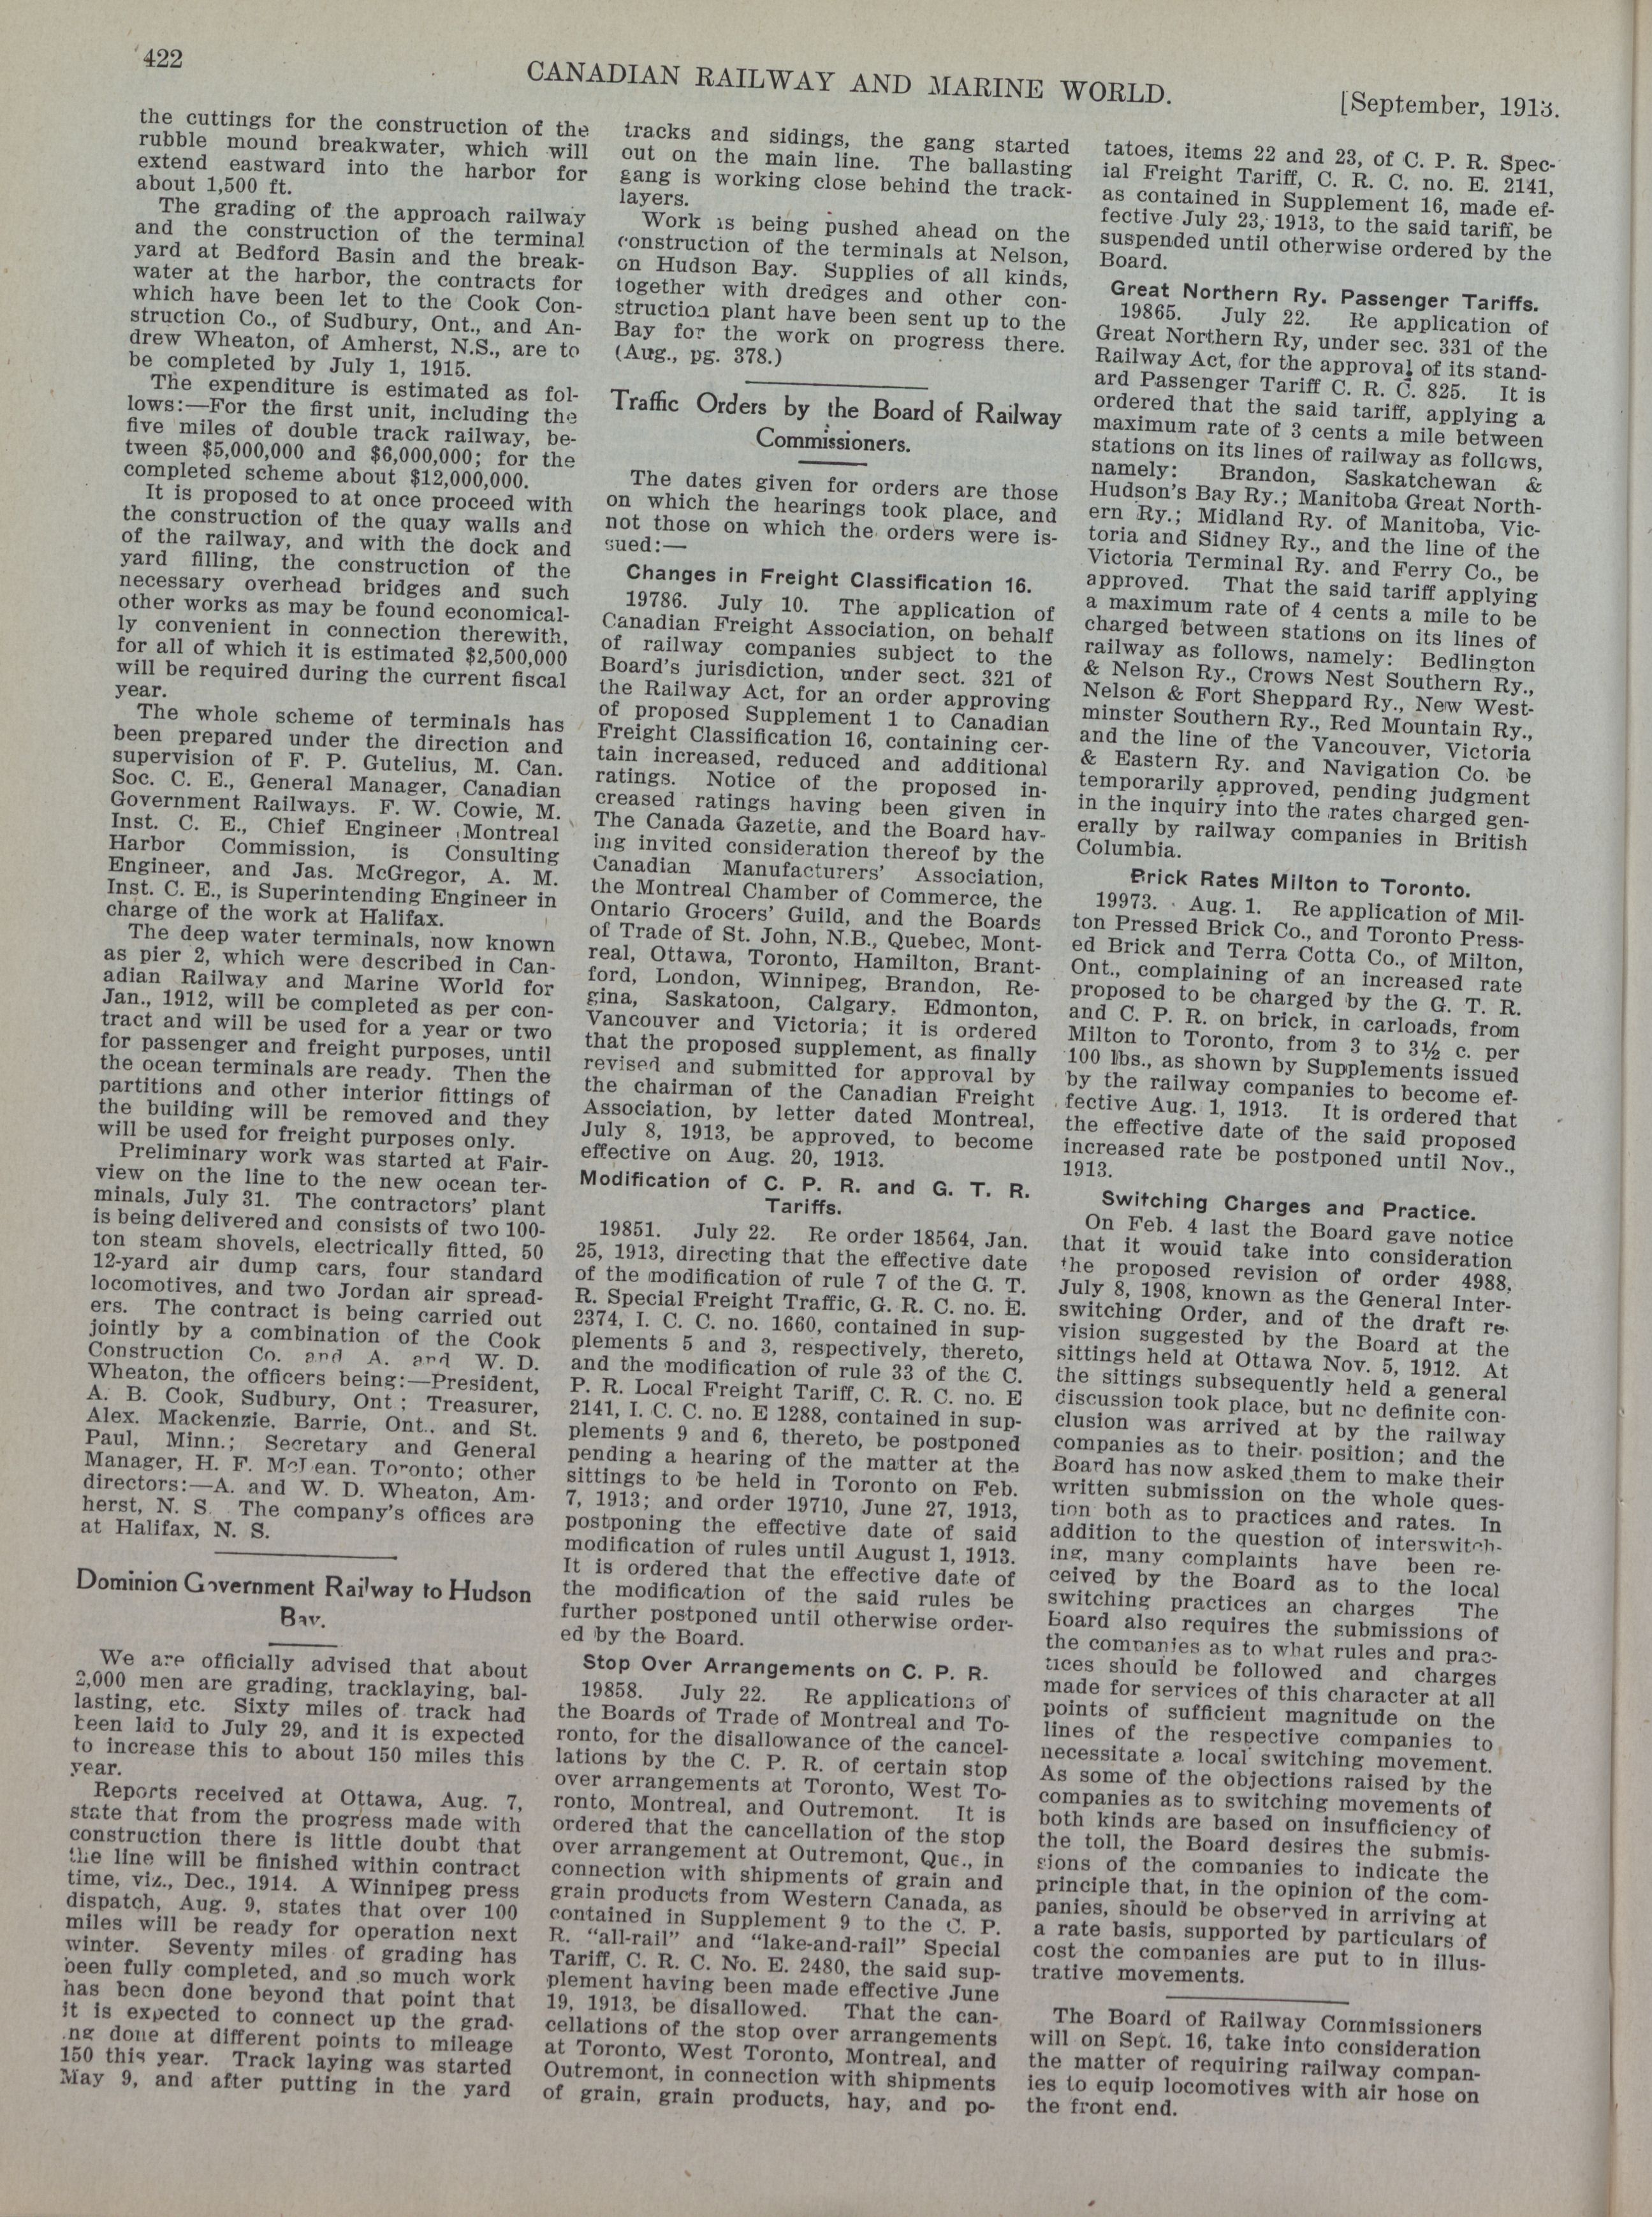 422
CANADIAN RAILWAY AND MARINE WORLD.
[September, 1913.
the cuttings for the construction of the
rubble mound breakwater, which will
extend eastward into the harbor for
about 1,500 ft.
The grading of the approach railway
and the construction of the terminal
yard at Bedford Basin and the break-
water at the harbor, the contracts for
which have been let to the Cook Con-
struction Co., of Sudbury, Ont., and An-
drew Wheaton, of Amherst, N.S., are to
be completed by July 1, 1915.
The expenditure is estimated as fol-
lows:—For the first unit, including the
five miles of double track railway, be-
tween $5,000,000 and $6,000,000; for the
completed scheme about $12,000,000.
It is proposed to at once proceed with
the construction of the quay walls and
of the railway, and with the dock and
yard filling, the construction of the
necessary overhead bridges and such
other works as may be found economical-
ly convenient in connection therewith,
for all of which it is estimated $2,500,000
will be required during the current fiscal
year.
The whole scheme of terminals has
been prepared under the direction and
supervision of F. P. Gutelius, M. Can.
Soc. C. E., General Manager, Canadian
Government Railways. F. W. Cowie, M.
Inst. C. E., Chief Engineer Montreal
Harbor Commission, is Consulting
Engineer, and Jas. McGregor, A. M.
Inst. C. E., is Superintending Engineer in
charge of the work at Halifax.
The deep water terminals, now known
as pier 2, which were described in Can-
adian Railway and Marine World for
Jan., 1912, will be completed as per con-
tract and will be used for a year or two
for passenger and freight purposes, until
the ocean terminals are ready. Then the
partitions and other interior fittings of
the building will be removed and they
will be used for freight purposes only.
Preliminary work was started at Fair-
view on the line to the new ocean ter-
minals, July 31. The contractors' plant
is being delivered and consists of two 100-
ton steam shovels, electrically fitted, 50
12-yard air dump cars, four standard
locomotives, and two Jordan air spread-
ers. The contract is being carried out
jointly by a combination of the Cook
Construction Co. and A. and W. D.
Wheaton, the officers being:—President,
A. B. Cook, Sudbury, Ont; Treasurer,
Alex. Mackenzie, Barrie, Ont., and St.
Paul, Minn.; Secretary and General
Manager, H. F. McLean, Toronto; other
directors:—A. and W. D. Wheaton, Am-
herst, N. S. The company's offices are
at Halifax, N. S.
Dominion Government Railway to Hudson
Bay.
We are officially advised that about
2,000 men are grading, tracklaying, bal-
lasting, etc. Sixty miles of track had
been laid to July 29, and it is expected
to increase this to about 150 miles this
year.
Reports received at Ottawa, Aug. 7,
state that from the progress made with
construction there is little doubt that
the line will be finished within contract
time, viz., Dec., 1914. A Winnipeg press
dispatch, Aug. 9, states that over 100
miles will be ready for operation next
winter. Seventy miles of grading has
been fully completed, and so much work
has been done beyond that point that
it is expected to connect up the grad-
ing done at different points to mileage
150 this year. Track laying was started
May 9, and after putting in the yard
tracks and sidings, the gang started
out on the main line. The ballasting
gang is working close behind the track-
layers.
Work is being pushed ahead on the
construction of the terminals at Nelson,
on Hudson Bay. Supplies of all kinds,
together with dredges and other con-
struction plant have been sent up to the
Bay for the work on progress there.
(Aug., pg. 378.)
Traffic Orders by the Board of Railway
Commissioners.
The dates given for orders are those
on which the hearings took place, and
not those on which the orders were is-
sued:—
Changes in Freight Classification 16.
19786. July 10. The application of
Canadian Freight Association, on behalf
of railway companies subject to the
Board's jurisdiction, under sect. 321 of
the Railway Act, for an order approving
of proposed Supplement 1 to Canadian
Freight Classification 16, containing cer-
tain increased, reduced and additional
ratings. Notice of the proposed in-
creased ratings having been given in
The Canada Gazette, and the Board hav-
ing invited consideration thereof by the
Canadian Manufacturers' Association,
the Montreal Chamber of Commerce, the
Ontario Grocers' Guild, and the Boards
of Trade of St. John, N.B., Quebec, Mont-
real, Ottawa, Toronto, Hamilton, Brant-
ford, London, Winnipeg, Brandon, Re-
gina, Saskatoon, Calgary, Edmonton,
Vancouver and Victoria; it is ordered
that the proposed supplement, as finally
revised and submitted for approval by
the chairman of the Canadian Freight
Association, by letter dated Montreal,
July 8, 1913, be approved, to become
effective on Aug. 20, 1913.
Modification of C. P. R. and G. T. R.
Tariffs.
19851. July 22. Re order 18564, Jan.
25, 1913, directing that the effective date
of the modification of rule 7 of the G. T.
R. Special Freight Traffic, G. R. C. no. E.
2374, I. C. C. no. 1660, contained in sup-
plements 5 and 3, respectively, thereto,
and the modification of rule 33 of the C.
P. R. Local Freight Tariff, C. R. C. no. E
2141, I. C. C. no. E 1288, contained in sup-
plements 9 and 6, thereto, be postponed
pending a hearing of the matter at the
sittings to be held in Toronto on Feb.
7, 1913; and order 19710, June 27, 1913,
postponing the effective date of said
modification of rules until August 1, 1913.
It is ordered that the effective date of
the modification of the said rules be
further postponed until otherwise order-
ed by the Board.
Stop Over Arrangements on C. P. R.
19858. July 22. Re applications of
the Boards of Trade of Montreal and To-
ronto, for the disallowance of the cancel-
lations by the C. P. R. of certain stop
over arrangements at Toronto, West To-
ronto, Montreal, and Outremont. It is
ordered that the cancellation of the stop
over arrangement at Outremont, Que., in
connection with shipments of grain and
grain products from Western Canada, as
contained in Supplement 9 to the C. P.
R. "all-rail" and "lake-and-rail" Special
Tariff, C. R. C. No. E. 2480, the said sup-
plement having been made effective June
19, 1913, be disallowed. That the can-
cellations of the stop over arrangements
at Toronto, West Toronto, Montreal, and
Outremont, in connection with shipments
of grain, grain products, hay, and po-
tatoes, items 22 and 23, of C. P. R. Spec-
ial Freight Tariff, C. R. C. no. E. 2141,
as contained in Supplement 16, made ef-
fective July 23, 1913, to the said tariff, be
suspended until otherwise ordered by the
Board.
Great Northern Ry. Passenger Tariffs.
19865. July 22. Re application of
Great Northern Ry, under sec. 331 of the
Railway Act, for the approval of its stand-
ard Passenger Tariff C. R. C. 825. It is
ordered that the said tariff, applying a
maximum rate of 3 cents a mile between
stations on its lines of railway as follows,
namely: Brandon, Saskatchewan &
Hudson's Bay Ry.; Manitoba Great North-
ern Ry.; Midland Ry. of Manitoba, Vic-
toria and Sidney Ry., and the line of the
Victoria Terminal Ry. and Ferry Co., be
approved. That the said tariff applying
a maximum rate of 4 cents a mile to be
charged between stations on its lines of
railway as follows, namely: Bedlington
& Nelson Ry., Crows Nest Southern Ry.,
Nelson & Fort Sheppard Ry., New West-
minster Southern Ry., Red Mountain Ry.,
and the line of the Vancouver, Victoria
& Eastern Ry. and Navigation Co. be
temporarily approved, pending judgment
in the inquiry into the rates charged gen-
erally by railway companies in British
Columbia.
Brick Rates Milton to Toronto.
19973. Aug. 1. Re application of Mil-
ton Pressed Brick Co., and Toronto Press-
ed Brick and Terra Cotta Co., of Milton,
Ont., complaining of an increased rate
proposed to be charged by the G. T. R.
and C. P. R. on brick, in carloads, from
Milton to Toronto, from 3 to 3½ c. per
100 lbs., as shown by Supplements issued
by the railway companies to become ef-
fective Aug. 1, 1913. It is ordered that
the effective date of the said proposed
increased rate be postponed until Nov.,
1913.
Switching Charges and Practice.
On Feb. 4 last the Board gave notice
that it would take into consideration
the proposed revision of order 4988,
July 8, 1908, known as the General Inter-
switching Order, and of the draft re-
vision suggested by the Board at the
sittings held at Ottawa Nov. 5, 1912. At
the sittings subsequently held a general
discussion took place, but no definite con-
clusion was arrived at by the railway
companies as to their position; and the
Board has now asked them to make their
written submission on the whole ques-
tion both as to practices and rates. In
addition to the question of interswitch-
ing, many complaints have been re-
ceived by the Board as to the local
switching practices an charges The
Board also requires the submissions of
the companies as to what rules and prac-
tices should be followed and charges
made for services of this character at all
points of sufficient magnitude on the
lines of the respective companies to
necessitate a local switching movement.
As some of the objections raised by the
companies as to switching movements of
both kinds are based on insufficiency of
the toll, the Board desires the submis-
sions of the companies to indicate the
principle that, in the opinion of the com-
panies, should be observed in arriving at
a rate basis, supported by particulars of
cost the companies are put to in illus-
trative movements.
The Board of Railway Commissioners
will on Sept. 16, take into consideration
the matter of requiring railway compan-
ies to equip locomotives with air hose on
the front end.